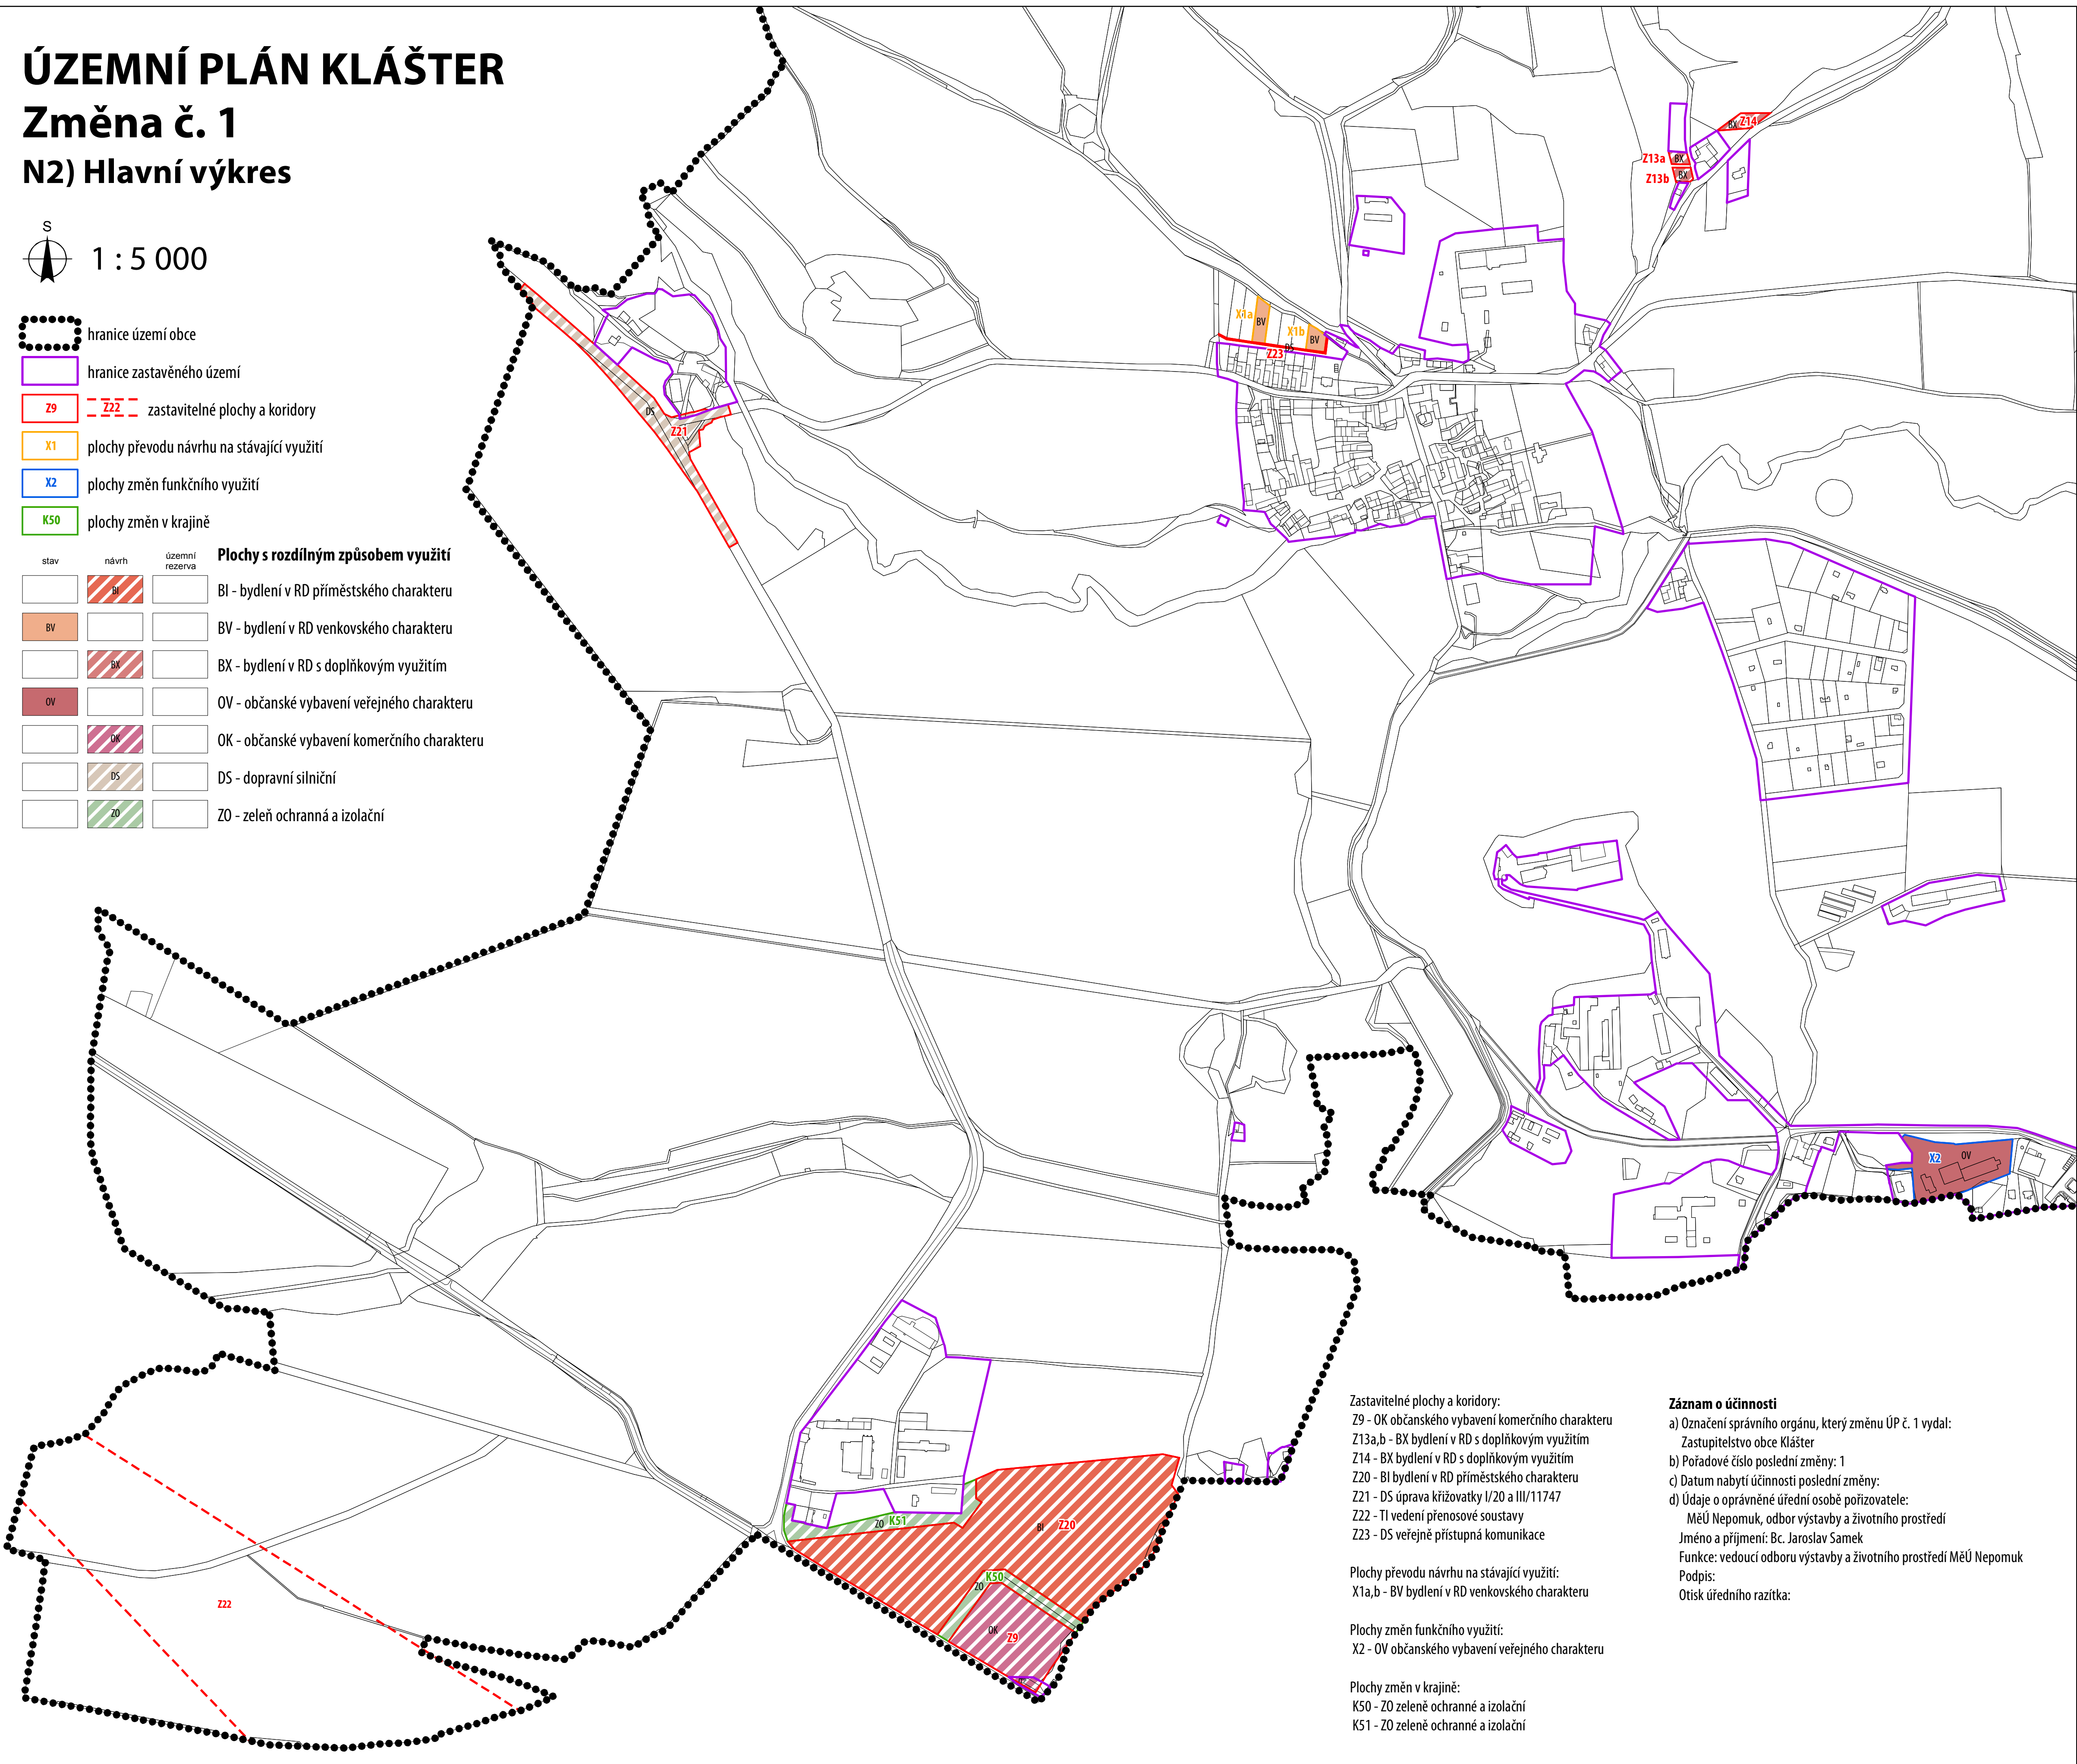 ÚZEMNÍ PLÁN KLÁŠTER
Změna č. 1
N2) Hlavní výkres
S
1 : 5 000
hranice území obce
hranice zastavěného území
Z9 Z22 zastavitelné plochy a koridory
X1 plochy převodu návrhu na stávající využití
X2 plochy změn funkčního využití
K50 plochy změn v krajině
stav návrh územní rezerva Plochy s rozdílným způsobem využití
BI BI - bydlení v RD příměstského charakteru
BV BV - bydlení v RD venkovského charakteru
BX BX - bydlení v RD s doplňkovým využitím
OV OV - občanské vybavení veřejného charakteru
OK OK - občanské vybavení komerčního charakteru
DS DS - dopravní silniční
ZO ZO - zeleň ochranná a izolační
BX Z14
Z13a BX
Z13b BX
X1a BV
X1b BV
DS
Z23
DS
Z21
X2 OV
ZO K51
BI Z20
K50
ZO
OK Z9
Z22
Zastavitelné plochy a koridory:
Z9 - OK občanského vybavení komerčního charakteru
Z13a,b - BX bydlení v RD s doplňkovým využitím
Z14 - BX bydlení v RD s doplňkovým využitím
Z20 - BI bydlení v RD příměstského charakteru
Z21 - DS úprava křižovatky I/20 a III/11747
Z22 - TI vedení přenosové soustavy
Z23 - DS veřejně přístupná komunikace
Plochy převodu návrhu na stávající využití:
X1a,b - BV bydlení v RD venkovského charakteru
Plochy změn funkčního využití:
X2 - OV občanského vybavení veřejného charakteru
Plochy změn v krajině:
K50 - ZO zeleně ochranné a izolační
K51 - ZO zeleně ochranné a izolační
Záznam o účinnosti
a) Označení správního orgánu, který změnu ÚP č. 1 vydal:
Zastupitelstvo obce Klášter
b) Pořadové číslo poslední změny: 1
c) Datum nabytí účinnosti poslední změny:
d) Údaje o oprávněné úřední osobě pořizovatele:
MěÚ Nepomuk, odbor výstavby a životního prostředí
Jméno a příjmení: Bc. Jaroslav Samek
Funkce: vedoucí odboru výstavby a životního prostředí MěÚ Nepomuk
Podpis:
Otisk úředního razítka: